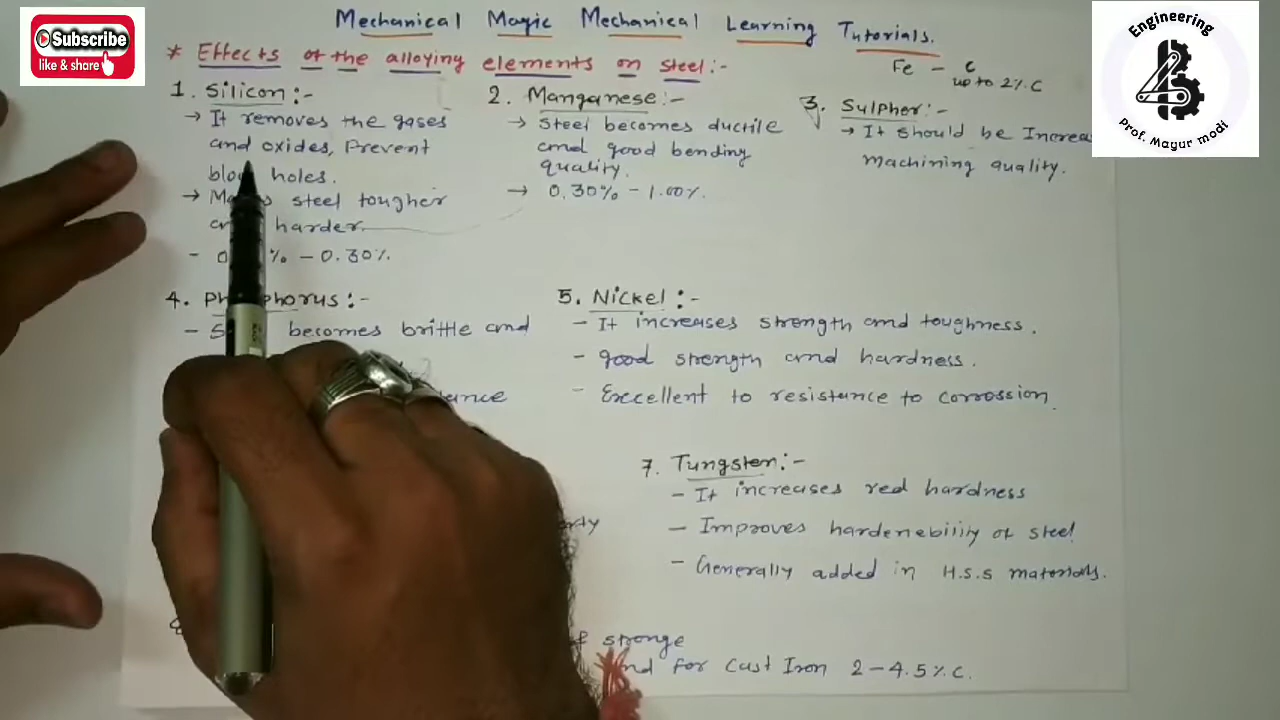 Subscribe
like & share
Mechanical Magic Mechanical Learning Tutorials.
Engineering
Prof. Mayur modi
* Effects of the alloying elements on steel:-
Fe - C
up to 2% C
1. Silicon:-
→ It removes the gases
and oxides, Prevent
holes.
→ steel tougher
harder
- % - 0.30%.
2. Manganese:-
→ Steel becomes ductile
and good bending
quality.
→ 0.30% - 1.00%.
3. Sulpher:-
→ It should be
machining quality.
4.
- becomes brittle and
5. Nickel:-
- It increases strength and toughness.
- good strength and hardness.
- Excellent to resistance to corrossion.
7. Tungsten:-
- It increases red hardness
- Improves hardenebility of steel
- Generally added in H.S.S materials.
stronge
for Cast Iron 2-4.5% C.